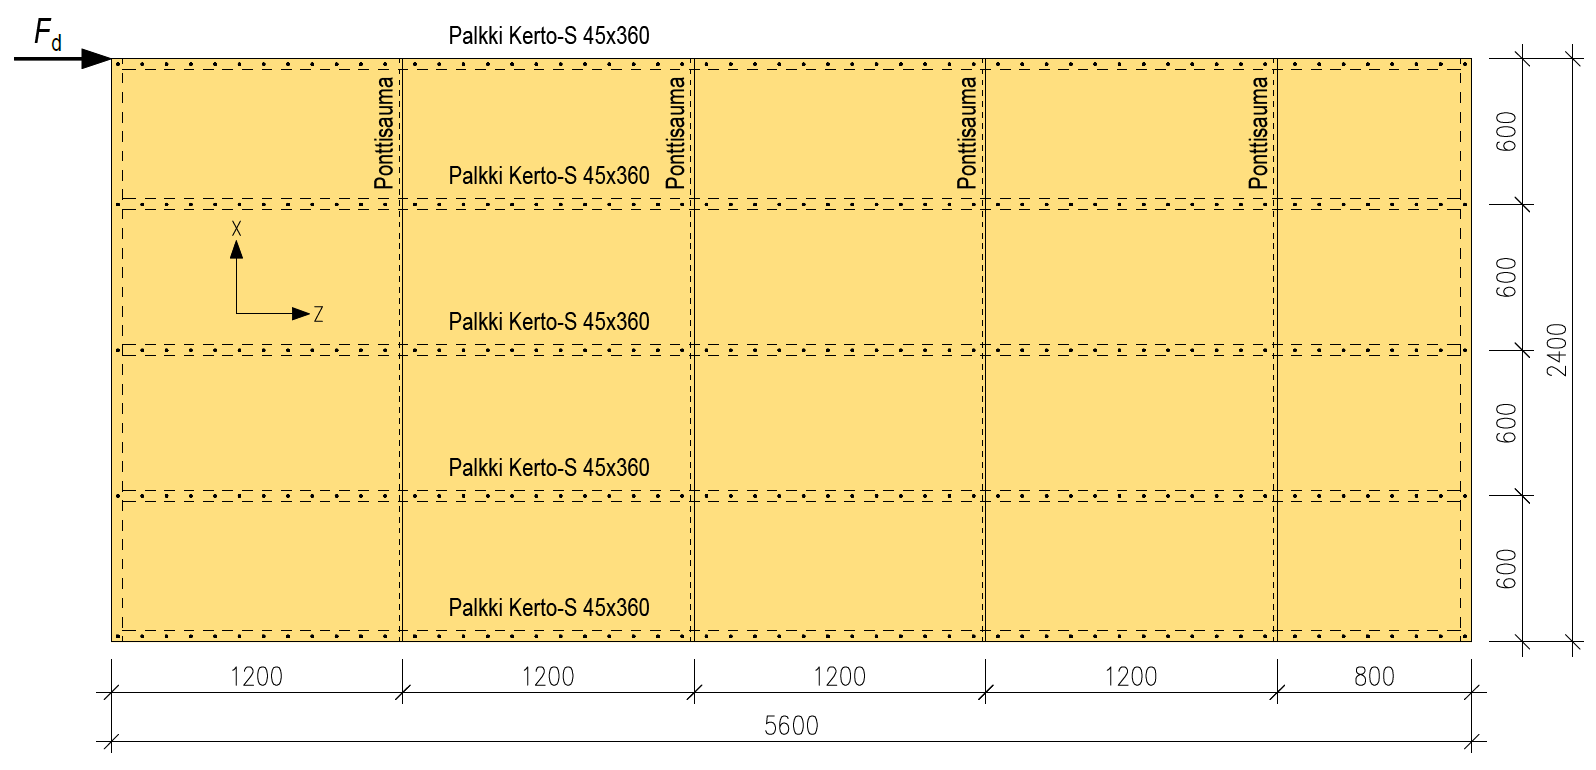 Fd
Palkki Kerto-S 45x360
Ponttisauma
Ponttisauma
Ponttisauma
Ponttisauma
600
Palkki Kerto-S 45x360
X
Z
600
Palkki Kerto-S 45x360
2400
600
Palkki Kerto-S 45x360
600
Palkki Kerto-S 45x360
1200
1200
1200
1200
800
5600